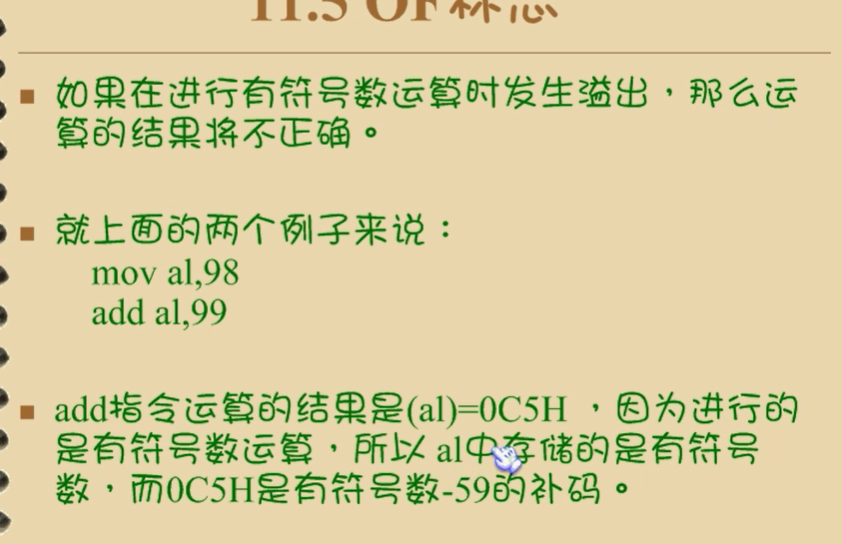 11.5 OF标志
如果在进行有符号数运算时发生溢出，那么运
算的结果将不正确。
就上面的两个例子来说：
mov al,98
add al,99
add指令运算的结果是(al)=0C5H ，因为进行的
是有符号数运算，所以 al中存储的是有符号
数，而0C5H是有符号数-59的补码。